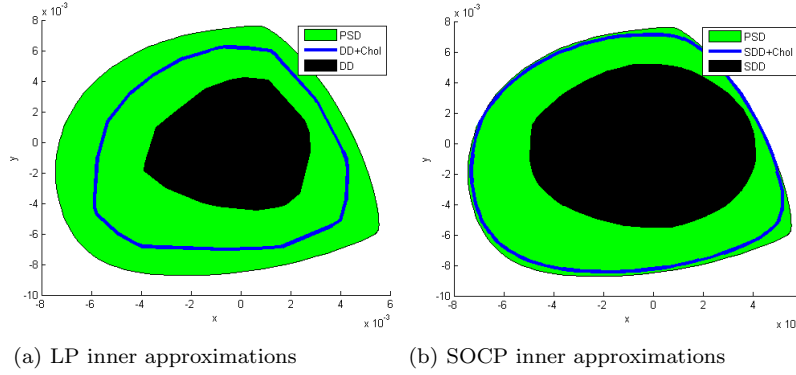 x 10⁻³
8
6
4
2
0
-2
-4
-6
-8
-10
y
-8 -6 -4 -2 0 2 4 6
x
x 10⁻³
PSD
DD+Chol
DD
(a) LP inner approximations
x 10⁻³
8
6
4
2
0
-2
-4
-6
-8
-10
y
-8 -6 -4 -2 0 2 4
x
x 10
PSD
SDD+Chol
SDD
(b) SOCP inner approximations